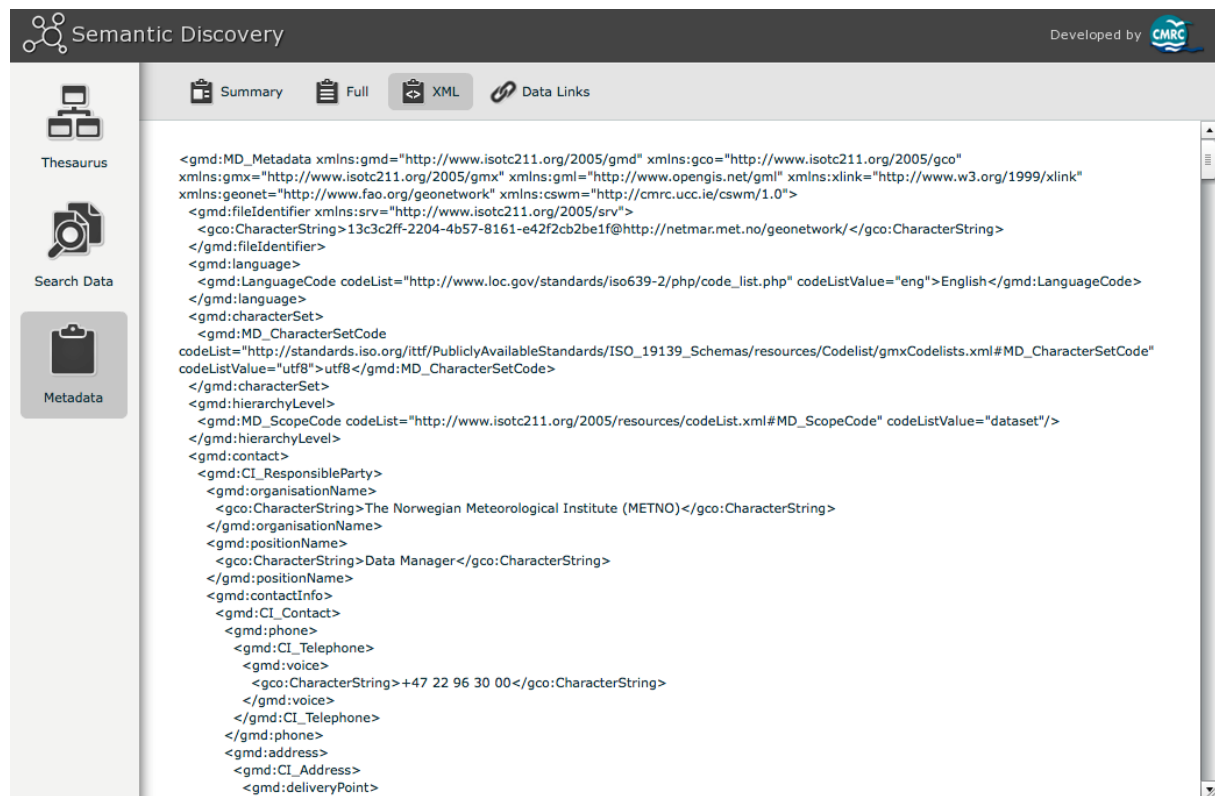 Semantic Discovery
Developed by CMRC
Summary Full XML Data Links
Thesaurus
Search Data
Metadata
<gmd:MD_Metadata xmlns:gmd="http://www.isotc211.org/2005/gmd" xmlns:gco="http://www.isotc211.org/2005/gco"
xmlns:gmx="http://www.isotc211.org/2005/gmx" xmlns:gml="http://www.opengis.net/gml" xmlns:xlink="http://www.w3.org/1999/xlink"
xmlns:geonet="http://www.fao.org/geonetwork" xmlns:cswm="http://cmrc.ucc.ie/cswm/1.0">
<gmd:fileIdentifier xmlns:srv="http://www.isotc211.org/2005/srv">
<gco:CharacterString>13c3c2ff-2204-4b57-8161-e42f2cb2be1f@http://netmar.met.no/geonetwork/</gco:CharacterString>
</gmd:fileIdentifier>
<gmd:language>
<gmd:LanguageCode codeList="http://www.loc.gov/standards/iso639-2/php/code_list.php" codeListValue="eng">English</gmd:LanguageCode>
</gmd:language>
<gmd:characterSet>
<gmd:MD_CharacterSetCode
codeList="http://standards.iso.org/ittf/PubliclyAvailableStandards/ISO_19139_Schemas/resources/Codelist/gmxCodelists.xml#MD_CharacterSetCode"
codeListValue="utf8">utf8</gmd:MD_CharacterSetCode>
</gmd:characterSet>
<gmd:hierarchyLevel>
<gmd:MD_ScopeCode codeList="http://www.isotc211.org/2005/resources/codeList.xml#MD_ScopeCode" codeListValue="dataset"/>
</gmd:hierarchyLevel>
<gmd:contact>
<gmd:CI_ResponsibleParty>
<gmd:organisationName>
<gco:CharacterString>The Norwegian Meteorological Institute (METNO)</gco:CharacterString>
</gmd:organisationName>
<gmd:positionName>
<gco:CharacterString>Data Manager</gco:CharacterString>
</gmd:positionName>
<gmd:contactInfo>
<gmd:CI_Contact>
<gmd:phone>
<gmd:CI_Telephone>
<gmd:voice>
<gco:CharacterString>+47 22 96 30 00</gco:CharacterString>
</gmd:voice>
</gmd:CI_Telephone>
</gmd:phone>
<gmd:address>
<gmd:CI_Address>
<gmd:deliveryPoint>